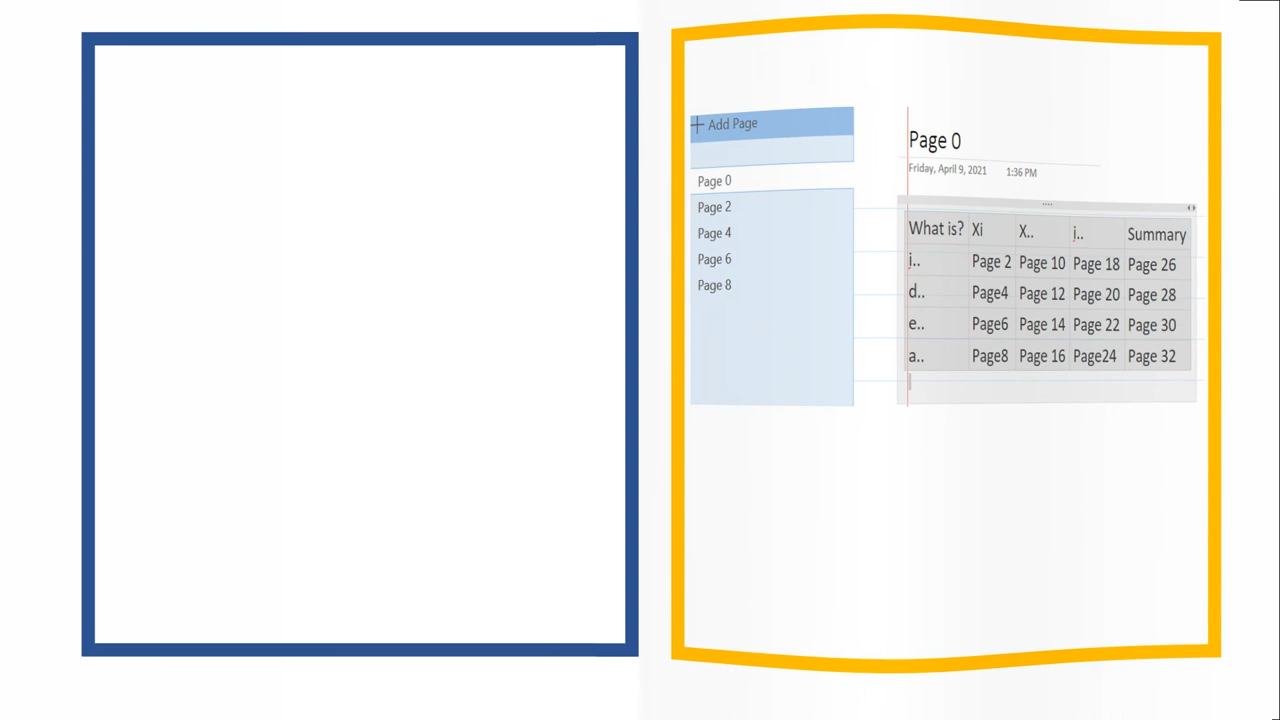 + Add Page
Page 0
Page 2
Page 4
Page 6
Page 8
Page 0
Friday, April 9, 2021 1:36 PM
What is? Xi X.. i.. Summary
i.. Page 2 Page 10 Page 18 Page 26
d.. Page4 Page 12 Page 20 Page 28
e.. Page6 Page 14 Page 22 Page 30
a.. Page8 Page 16 Page24 Page 32